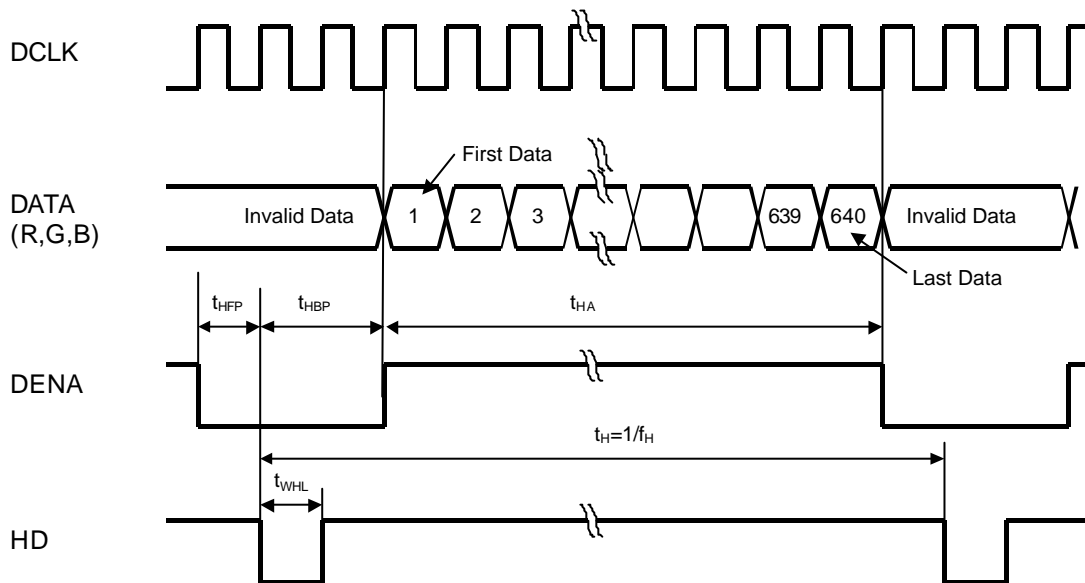 DCLK
First Data
DATA
(R,G,B)
Invalid Data 1 2 3 639 640 Invalid Data
Last Data
tHFP tHBP tHA
DENA
tH=1/fH
tWHL
HD